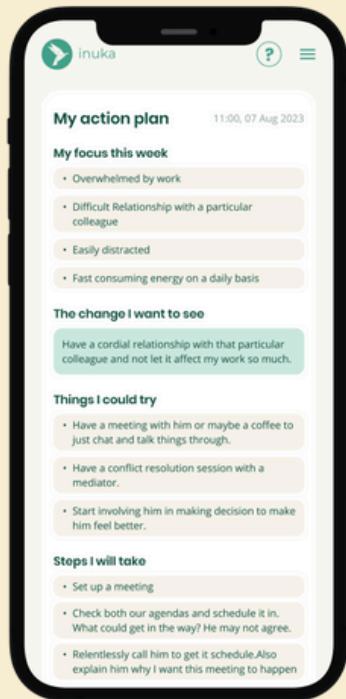 inuka
?
My action plan
11:00, 07 Aug 2023
My focus this week
• Overwhelmed by work
• Difficult Relationship with a particular
colleague
• Easily distracted
• Fast consuming energy on a daily basis
The change I want to see
Have a cordial relationship with that particular
colleague and not let it affect my work so much.
Things I could try
• Have a meeting with him or maybe a coffee to
just chat and talk things through.
• Have a conflict resolution session with a
mediator.
• Start involving him in making decision to make
him feel better.
Steps I will take
• Set up a meeting
• Check both our agendas and schedule it in.
What could get in the way? He may not agree.
• Relentlessly call him to get it schedule.Also
explain him why I want this meeting to happen